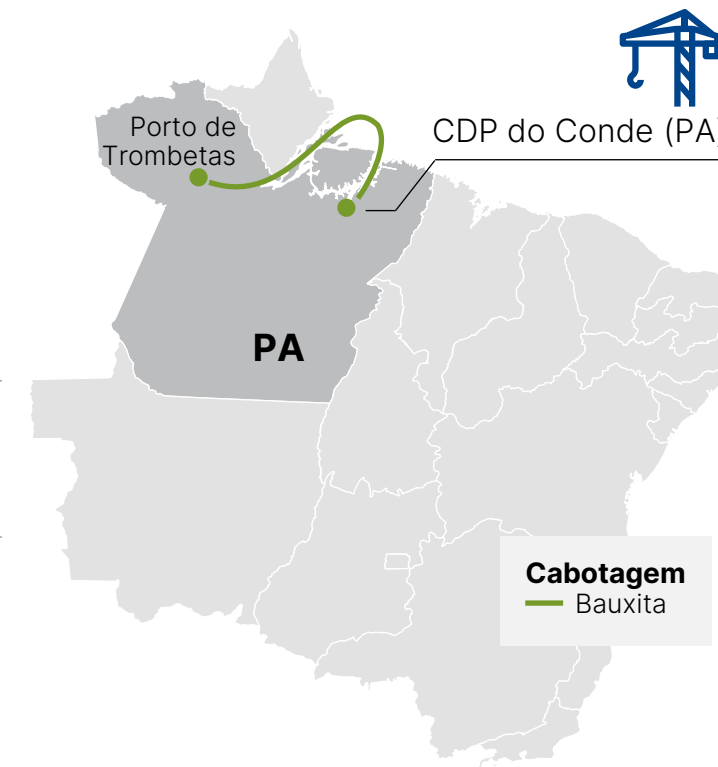 Porto de
Trombetas
CDP do Conde (PA)
PA
Cabotagem
Bauxita